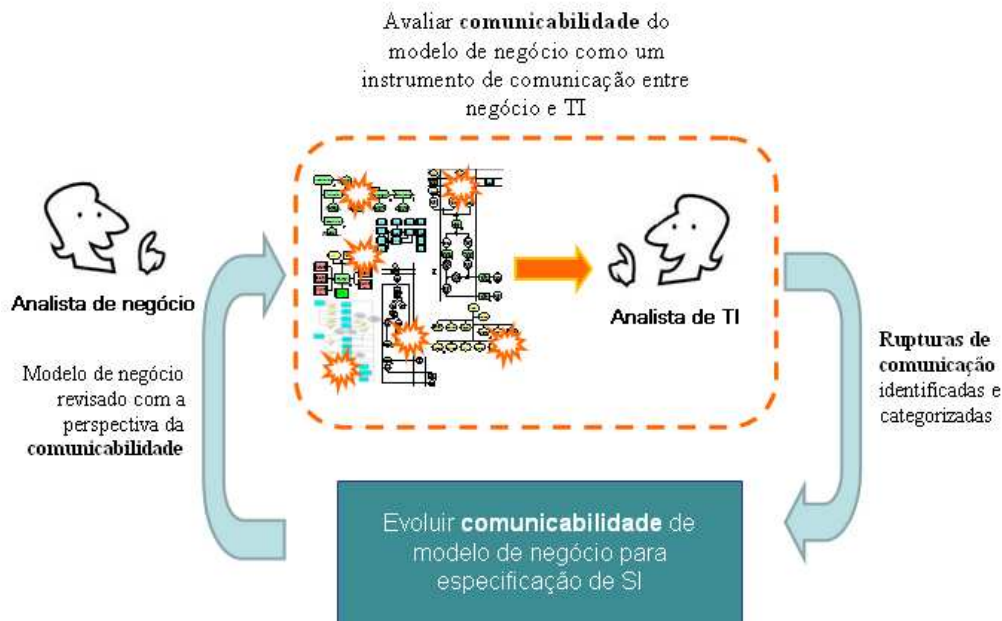 Avaliar comunicabilidade do
modelo de negócio como um
instrumento de comunicação entre
negócio e TI
Analista de negócio
Analista de TI
Modelo de negócio
revisado com a
perspectiva da
comunicabilidade
Rupturas de
comunicação
identificadas e
categorizadas
Evoluir comunicabilidade de
modelo de negócio para
especificação de SI